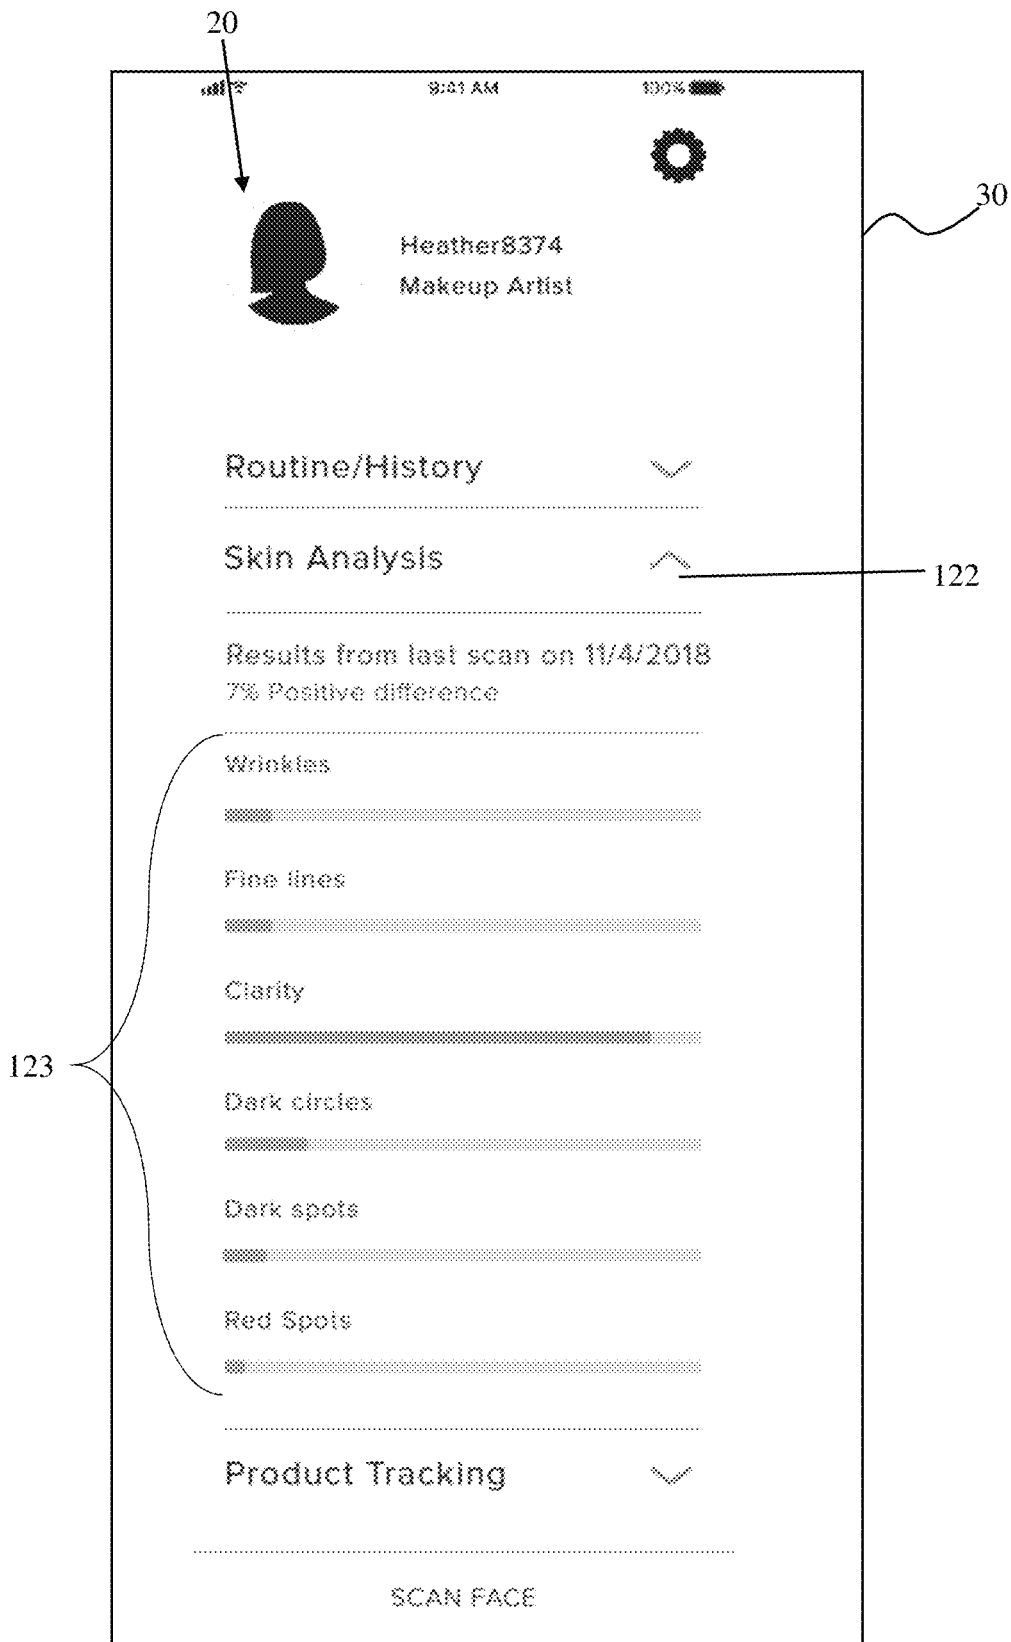 20
9:41 AM 100%
30
Heather8374
Makeup Artist
Routine/History
Skin Analysis
122
Results from last scan on 11/4/2018
7% Positive difference
Wrinkles
Fine lines
Clarity
123
Dark circles
Dark spots
Red Spots
Product Tracking
SCAN FACE